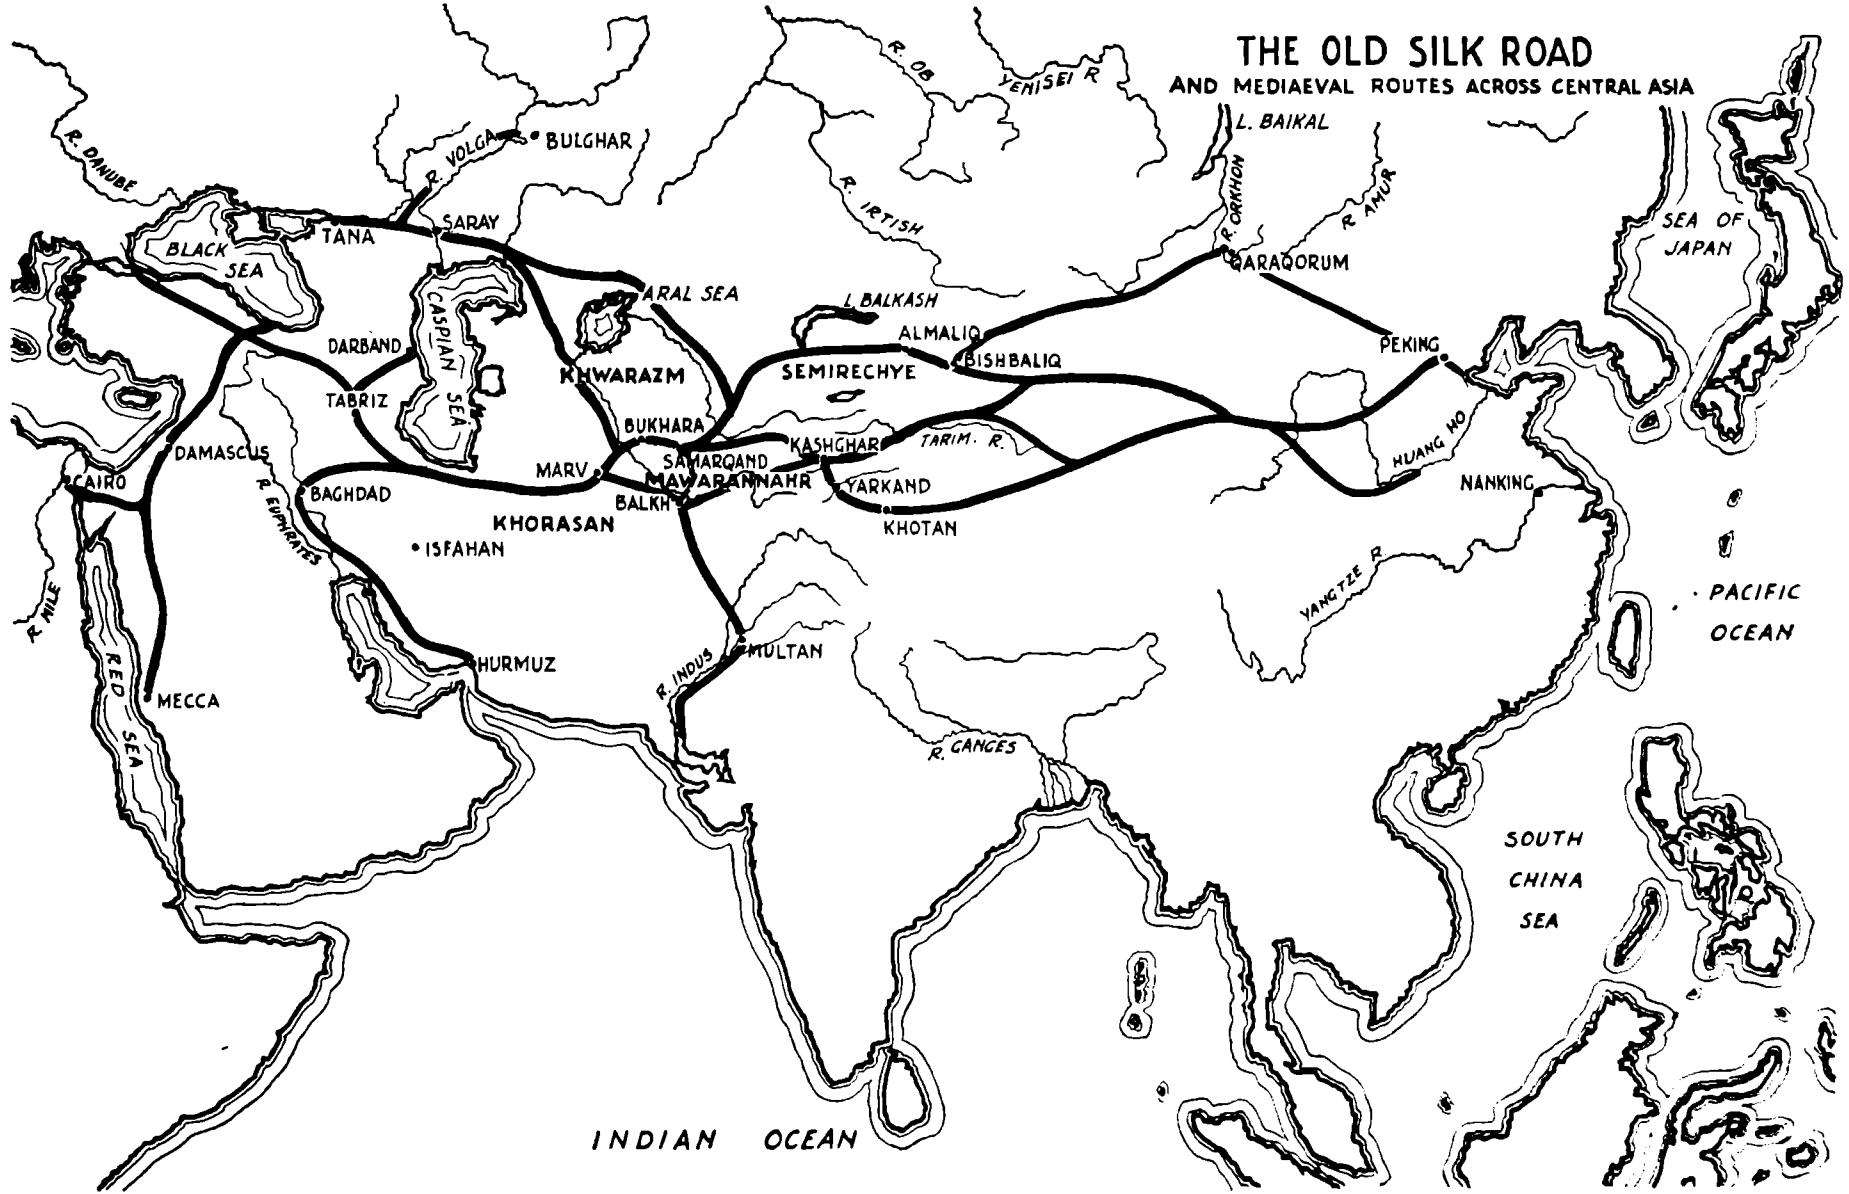 THE OLD SILK ROAD
AND MEDIAEVAL ROUTES ACROSS CENTRAL ASIA
R. OB
YENISEI R
L. BAIKAL
R. DANUBE
R. VOLGA
BULGHAR
R. ORKHON
R AMUR
R. IRTISH
SEA OF
JAPAN
TANA
SARAY
BLACK
SEA
QARAQORUM
CASPIAN
SEA
ARAL SEA
L. BALKASH
ALMALIQ
DARBAND
PEKING
BISHBALIQ
KHWARAZM
SEMIRECHYE
TABRIZ
BUKHARA
KASHGHAR
TARIM. R.
HUANG HO
DAMASCUS
SAMARQAND
MARV
MAWARANNAHR
CAIRO
BAGHDAD
BALKH
YARKAND
NANKING
R. EUPHRATES
KHORASAN
KHOTAN
ISFAHAN
R. NILE
YANGTZE R
PACIFIC
OCEAN
RED
SEA
HURMUZ
R. INDUS
MULTAN
MECCA
R. GANGES
SOUTH
CHINA
SEA
INDIAN OCEAN